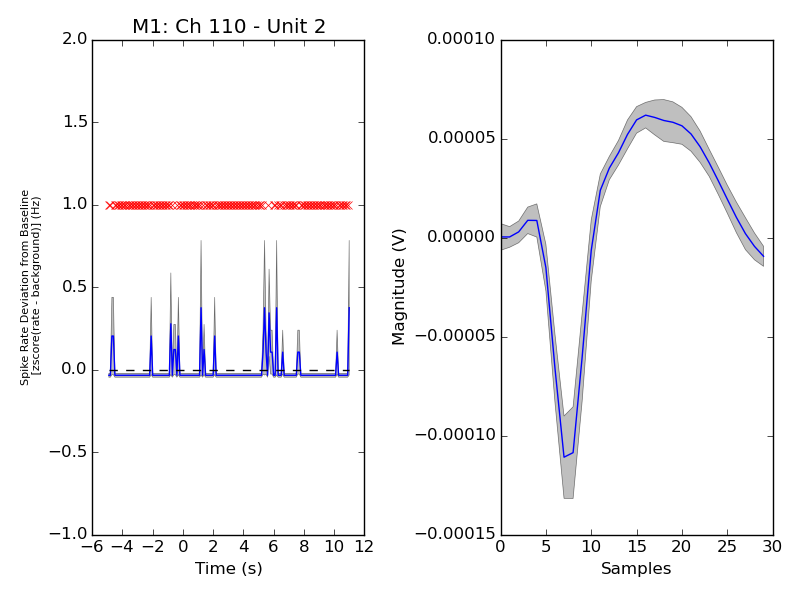 M1: Ch 110 - Unit 2
2.0
1.5
1.0
0.5
0.0
−0.5
−1.0
−6 −4 −2 0 2 4 6 8 10 12
Time (s)
Spike Rate Deviation from Baseline
[zscore(rate - background)] (Hz)
0.00010
0.00005
0.00000
−0.00005
−0.00010
−0.00015
0 5 10 15 20 25 30
Samples
Magnitude (V)